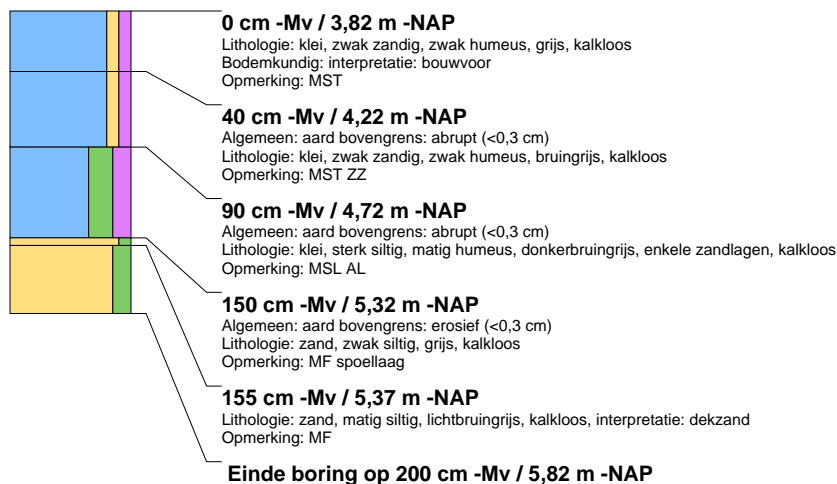 0 cm -Mv / 3,82 m -NAP
Lithologie: klei, zwak zandig, zwak humeus, grijs, kalkloos
Bodemkundig: interpretatie: bouwvoor
Opmerking: MST
40 cm -Mv / 4,22 m -NAP
Algemeen: aard bovengrens: abrupt (<0,3 cm)
Lithologie: klei, zwak zandig, zwak humeus, bruingrijs, kalkloos
Opmerking: MST ZZ
90 cm -Mv / 4,72 m -NAP
Algemeen: aard bovengrens: abrupt (<0,3 cm)
Lithologie: klei, sterk siltig, matig humeus, donkerbruingrijs, enkele zandlagen, kalkloos
Opmerking: MSL AL
150 cm -Mv / 5,32 m -NAP
Algemeen: aard bovengrens: erosief (<0,3 cm)
Lithologie: zand, zwak siltig, grijs, kalkloos
Opmerking: MF spoellaag
155 cm -Mv / 5,37 m -NAP
Lithologie: zand, matig siltig, lichtbruingrijs, kalkloos, interpretatie: dekzand
Opmerking: MF
Einde boring op 200 cm -Mv / 5,82 m -NAP